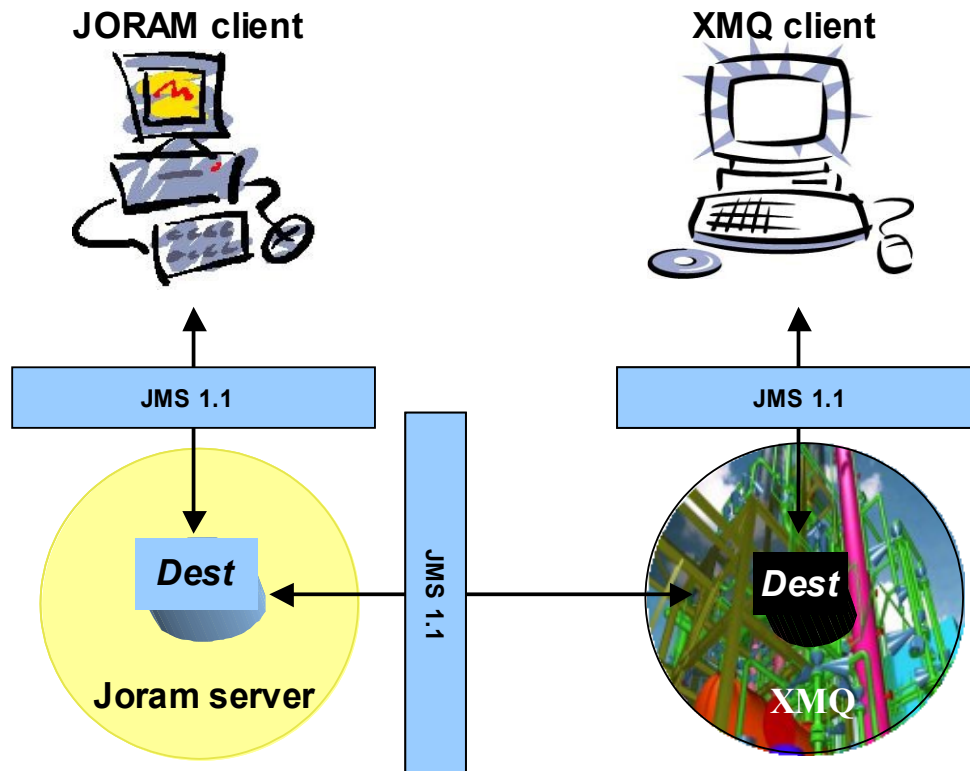 JORAM client
XMQ client
JMS 1.1
JMS 1.1
JMS 1.1
Dest
Dest
Joram server
XMQ